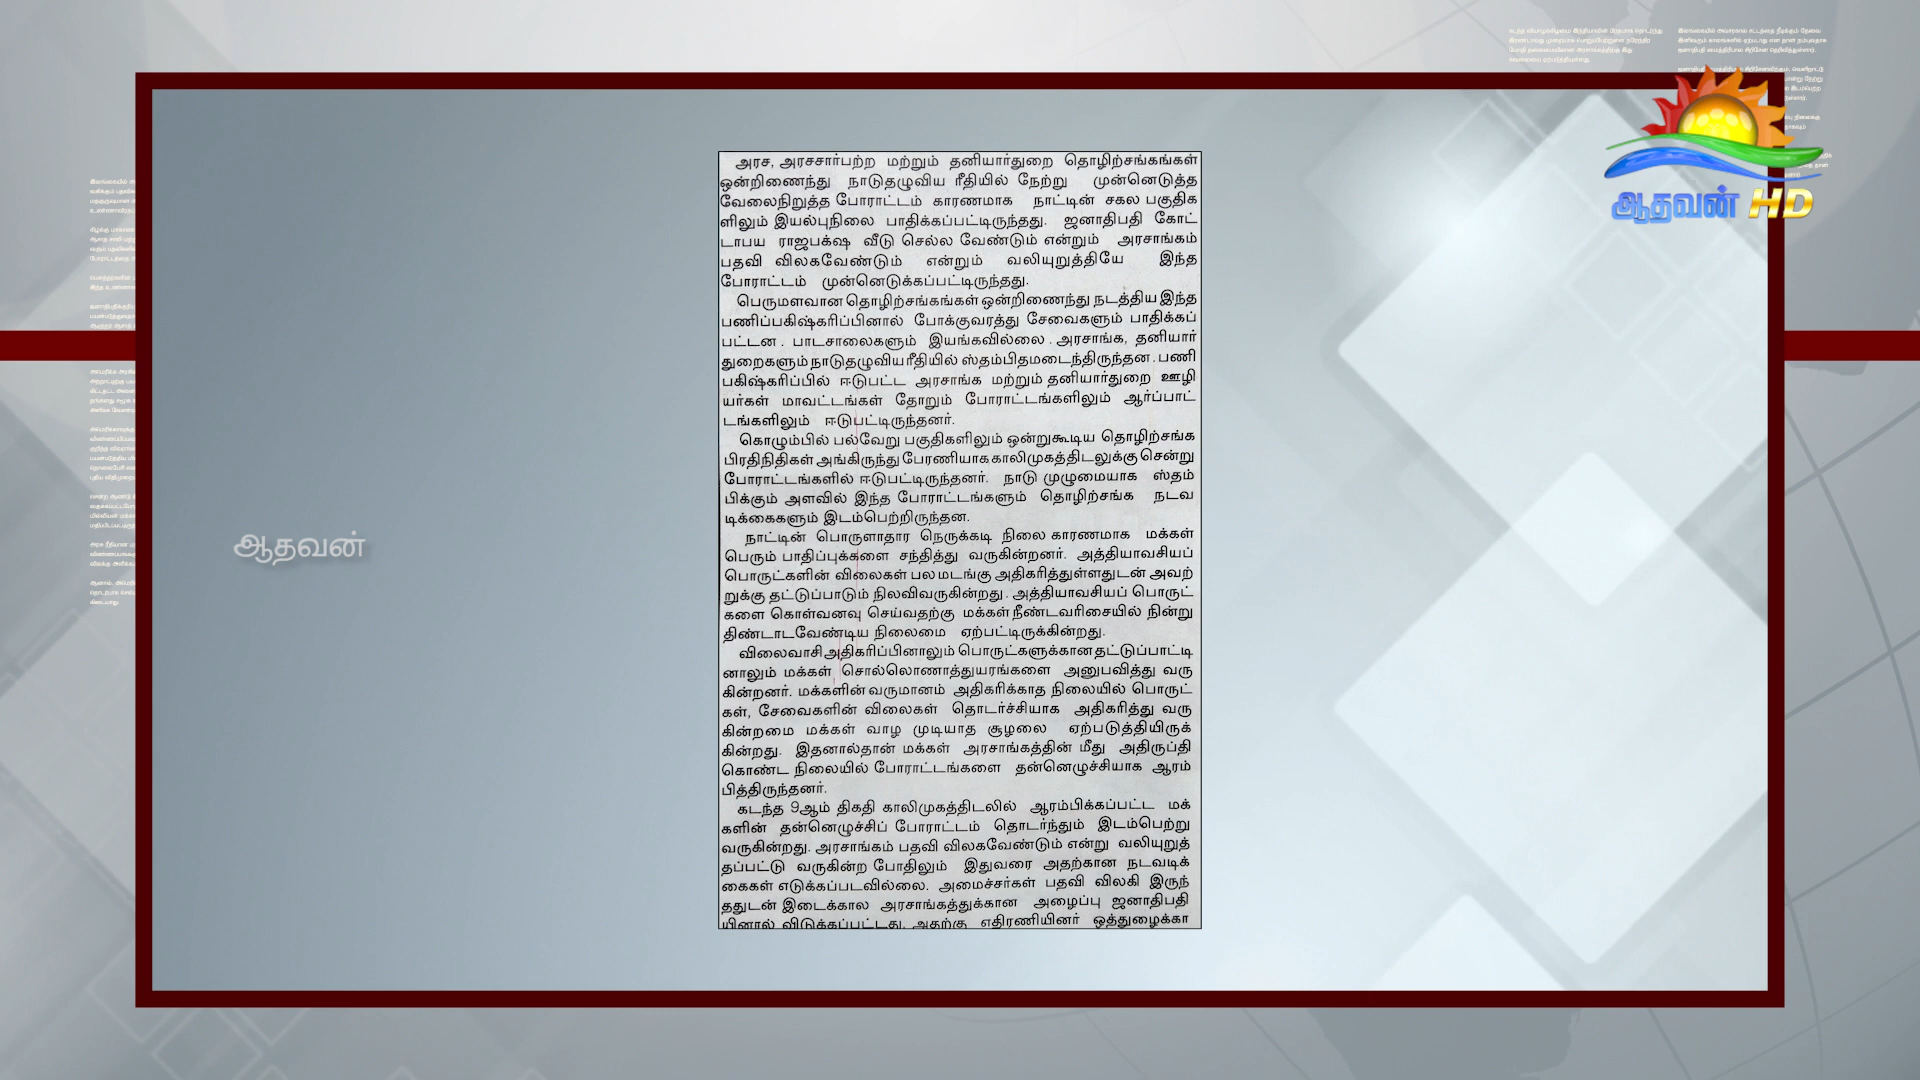 ஆதவன் HD
ஆதவன்
அரச, அரசசார்பற்ற மற்றும் தனியார்துறை தொழிற்சங்கங்கள்
ஒன்றிணைந்து நாடுதழுவிய ரீதியில் நேற்று முன்னெடுத்த
வேலைநிறுத்த போராட்டம் காரணமாக நாட்டின் சகல பகுதிக
ளிலும் இயல்புநிலை பாதிக்கப்பட்டிருந்தது. ஜனாதிபதி கோட்
டாபய ராஜபக்ஷ வீடு செல்ல வேண்டும் என்றும் அரசாங்கம்
பதவி விலகவேண்டும் என்றும் வலியுறுத்தியே இந்த
போராட்டம் முன்னெடுக்கப்பட்டிருந்தது.
பெருமளவான தொழிற்சங்கங்கள் ஒன்றிணைந்து நடத்திய இந்த
பணிப்பகிஷ்கரிப்பினால் போக்குவரத்து சேவைகளும் பாதிக்கப்
பட்டன. பாடசாலைகளும் இயங்கவில்லை. அரசாங்க, தனியார்
துறைகளும் நாடுதழுவிய ரீதியில் ஸ்தம்பிதமடைந்திருந்தன. பணி
பகிஷ்கரிப்பில் ஈடுபட்ட அரசாங்க மற்றும் தனியார்துறை ஊழி
யர்கள் மாவட்டங்கள் தோறும் போராட்டங்களிலும் ஆர்ப்பாட்
டங்களிலும் ஈடுபட்டிருந்தனர்.
கொழும்பில் பல்வேறு பகுதிகளிலும் ஒன்றுகூடிய தொழிற்சங்க
பிரதிநிதிகள் அங்கிருந்து பேரணியாக காலிமுகத்திடலுக்கு சென்று
போராட்டங்களில் ஈடுபட்டிருந்தனர். நாடு முழுமையாக ஸ்தம்
பிக்கும் அளவில் இந்த போராட்டங்களும் தொழிற்சங்க நடவ
டிக்கைகளும் இடம்பெற்றிருந்தன.
நாட்டின் பொருளாதார நெருக்கடி நிலை காரணமாக மக்கள்
பெரும் பாதிப்புக்களை சந்தித்து வருகின்றனர். அத்தியாவசியப்
பொருட்களின் விலைகள் பல மடங்கு அதிகரித்துள்ளதுடன் அவற்
றுக்கு தட்டுப்பாடும் நிலவிவருகின்றது. அத்தியாவசியப் பொருட்
களை கொள்வனவு செய்வதற்கு மக்கள் நீண்டவரிசையில் நின்று
திண்டாடவேண்டிய நிலைமை ஏற்பட்டிருக்கின்றது.
விலைவாசி அதிகரிப்பினாலும் பொருட்களுக்கான தட்டுப்பாட்டி
னாலும் மக்கள் சொல்லொணாத்துயரங்களை அனுபவித்து வரு
கின்றனர். மக்களின் வருமானம் அதிகரிக்காத நிலையில் பொருட்
கள், சேவைகளின் விலைகள் தொடர்ச்சியாக அதிகரித்து வரு
கின்றமை மக்கள் வாழ முடியாத சூழலை ஏற்படுத்தியிருக்
கின்றது. இதனால்தான் மக்கள் அரசாங்கத்தின் மீது அதிருப்தி
கொண்ட நிலையில் போராட்டங்களை தன்னெழுச்சியாக ஆரம்
பித்திருந்தனர்.
கடந்த 9ஆம் திகதி காலிமுகத்திடலில் ஆரம்பிக்கப்பட்ட மக்
களின் தன்னெழுச்சிப் போராட்டம் தொடர்ந்தும் இடம்பெற்று
வருகின்றது. அரசாங்கம் பதவி விலகவேண்டும் என்று வலியுறுத்
தப்பட்டு வருகின்ற போதிலும் இதுவரை அதற்கான நடவடிக்
கைகள் எடுக்கப்படவில்லை. அமைச்சர்கள் பதவி விலகி இருந்
ததுடன் இடைக்கால அரசாங்கத்துக்கான அழைப்பு ஜனாதிபதி
யினால் விடுக்கப்பட்டது. அதற்கு எதிரணியினர் ஒத்துழைக்கா